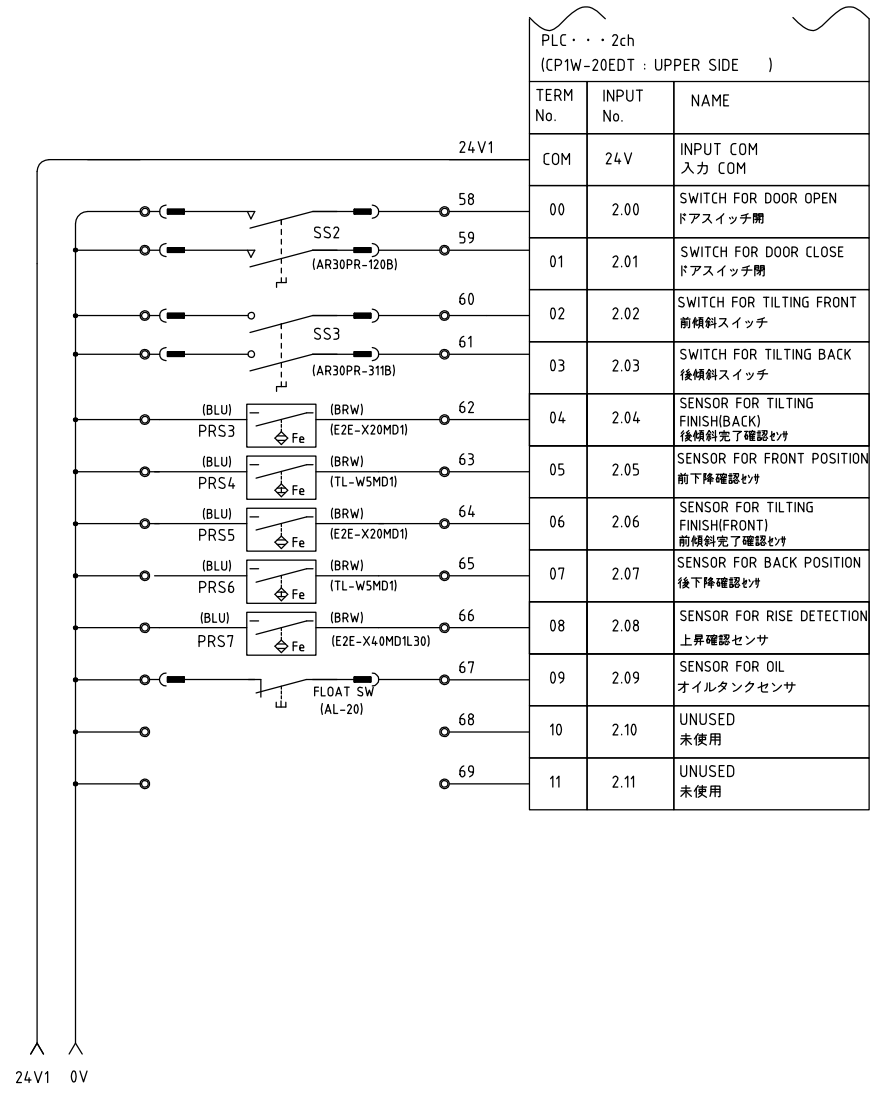 PLC・・・2ch
(CP1W-20EDT : UPPER SIDE )
TERM No.
INPUT No.
NAME
24V1
COM
24V
INPUT COM
入力 COM
58
00
2.00
SWITCH FOR DOOR OPEN
ドアスイッチ開
SS2
(AR30PR-120B)
59
01
2.01
SWITCH FOR DOOR CLOSE
ドアスイッチ閉
60
02
2.02
SWITCH FOR TILTING FRONT
前傾斜スイッチ
SS3
(AR30PR-311B)
61
03
2.03
SWITCH FOR TILTING BACK
後傾斜スイッチ
(BLU)
PRS3
Fe
(BRW)
(E2E-X20MD1)
62
04
2.04
SENSOR FOR TILTING
FINISH(BACK)
後傾斜完了確認センサ
(BLU)
PRS4
Fe
(BRW)
(TL-W5MD1)
63
05
2.05
SENSOR FOR FRONT POSITION
前下降確認センサ
(BLU)
PRS5
Fe
(BRW)
(E2E-X20MD1)
64
06
2.06
SENSOR FOR TILTING
FINISH(FRONT)
前傾斜完了確認センサ
(BLU)
PRS6
Fe
(BRW)
(TL-W5MD1)
65
07
2.07
SENSOR FOR BACK POSITION
後下降確認センサ
(BLU)
PRS7
Fe
(BRW)
(E2E-X40MD1L30)
66
08
2.08
SENSOR FOR RISE DETECTION
上昇確認センサ
FLOAT SW
(AL-20)
67
09
2.09
SENSOR FOR OIL
オイルタンクセンサ
68
10
2.10
UNUSED
未使用
69
11
2.11
UNUSED
未使用
24V1
0V